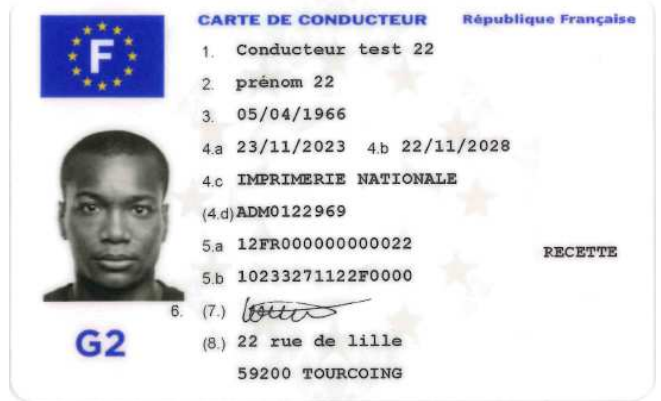 CARTE DE CONDUCTEUR République Française
F
1. Conducteur test 22
2. prénom 22
3. 05/04/1966
4.a 23/11/2023 4.b 22/11/2028
4.c IMPRIMERIE NATIONALE
(4.d) ADM0122969
5.a 12FR000000000022
RECETTE
5.b 10233271122F0000
6. (7.)
G2
(8.) 22 rue de lille
59200 TOURCOING